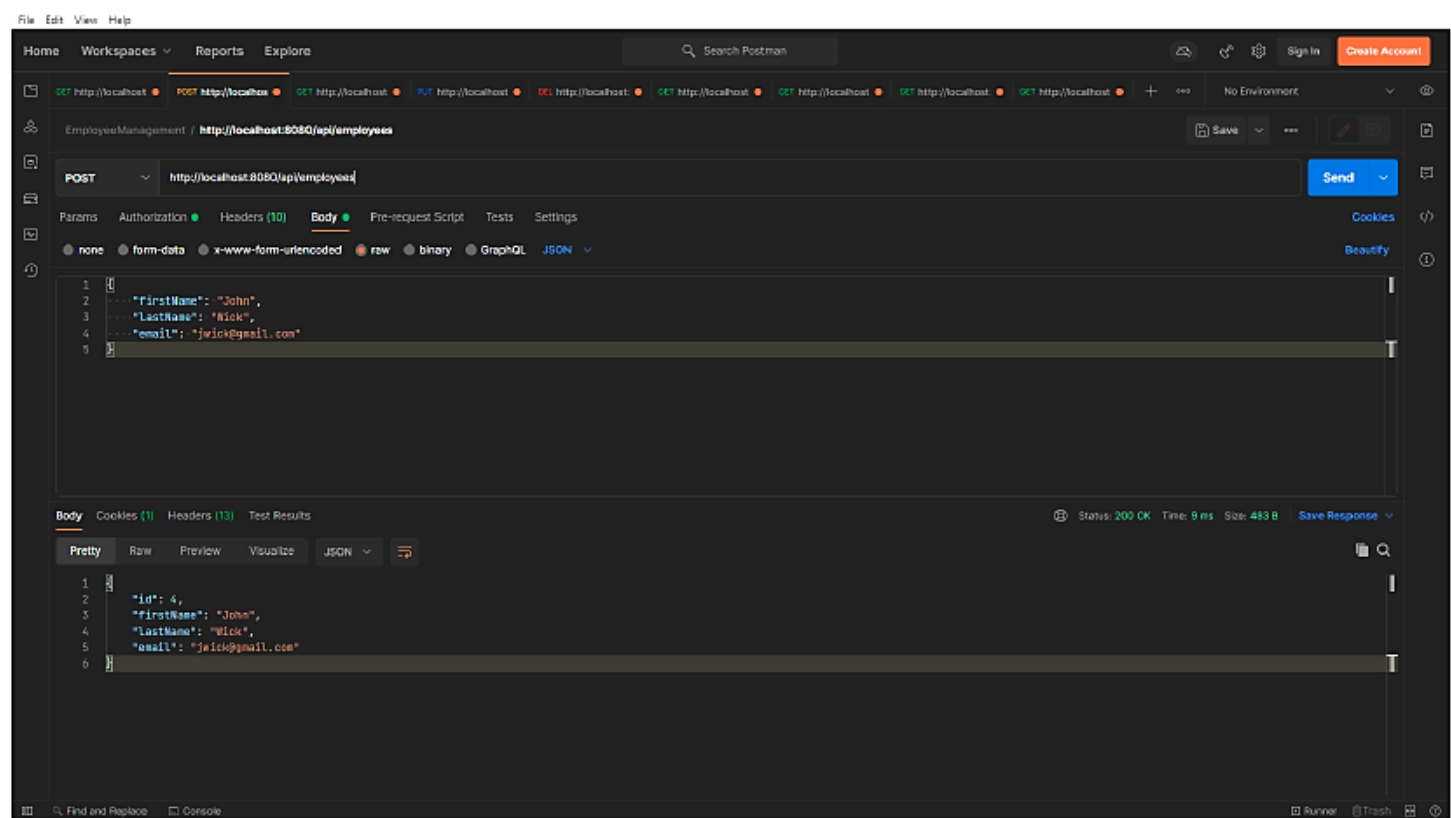 File Edit View Help
Home Workspaces Reports Explore Search Postman Sign In Create Account
GET http://localhost POST http://localhos GET http://localhost PUT http://localhost DEL http://localhost: GET http://localhost GET http://localhost GET http://localhost: GET http://localhost + ooo No Environment
EmployeeManagement / http://localhost:8080/api/employees Save
POST http://localhost:8080/api/employees Send
Params Authorization Headers (10) Body Pre-request Script Tests Settings Cookies
none form-data x-www-form-urlencoded raw binary GraphQL JSON Beautify
1 {
2 "firstName": "John",
3 "lastName": "Wick",
4 "email": "jwick@gmail.com"
5 }
Body Cookies (1) Headers (13) Test Results Status: 200 OK Time: 9 ms Size: 483 B Save Response
Pretty Raw Preview Visualize JSON
1 {
2 "id": 4,
3 "firstName": "John",
4 "lastName": "Wick",
5 "email": "jwick@gmail.com"
6 }
Find and Replace Console Runner Trash